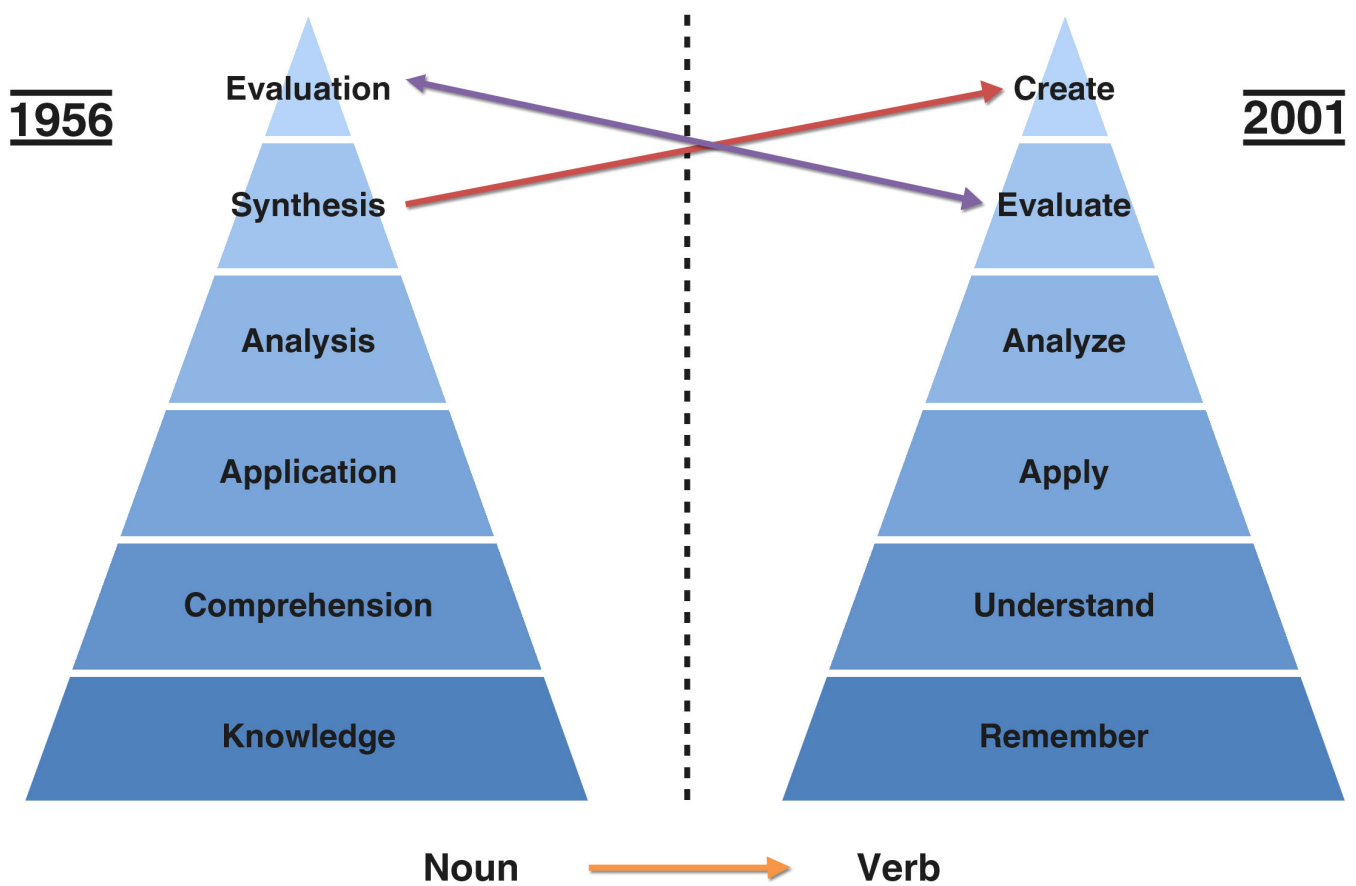 1956
Evaluation
Synthesis
Analysis
Application
Comprehension
Knowledge
2001
Create
Evaluate
Analyze
Apply
Understand
Remember
Noun
Verb